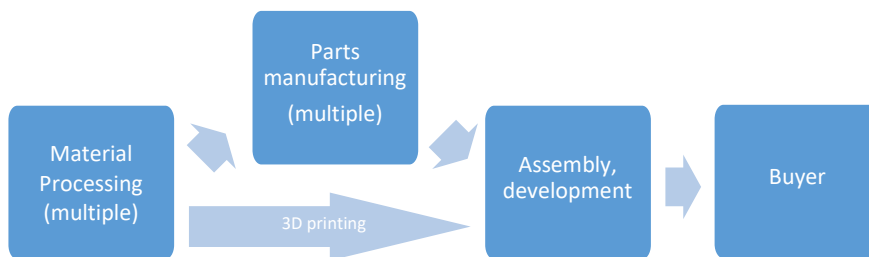 Parts
manufacturing
(multiple)
Material
Processing
(multiple)
3D printing
Assembly,
development
Buyer